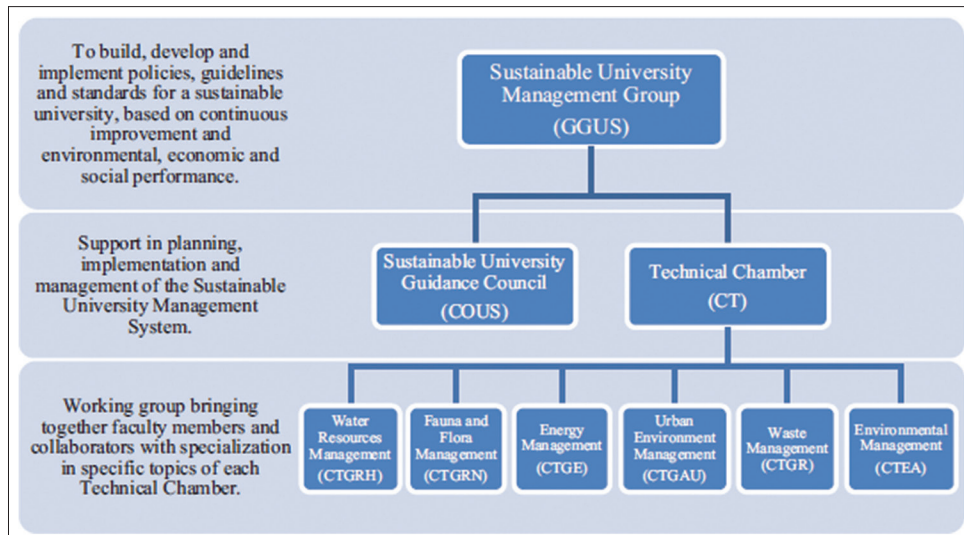 To build, develop and
implement policies, guidelines
and standards for a sustainable
university, based on continuous
improvement and
environmental, economic and
social performance.
Sustainable University
Management Group
(GGUS)
Support in planning,
implementation and
management of the Sustainable
University Management
System.
Sustainable University
Guidance Council
(COUS)
Technical Chamber
(CT)
Working group bringing
together faculty members and
collaborators with specialization
in specific topics of each
Technical Chamber.
Water
Resources
Management
(CTGRH)
Fauna and
Flora
Management
(CTGRN)
Energy
Management
(CTGE)
Urban
Environment
Management
(CTGAU)
Waste
Management
(CTGR)
Environmental
Management
(CTEA)